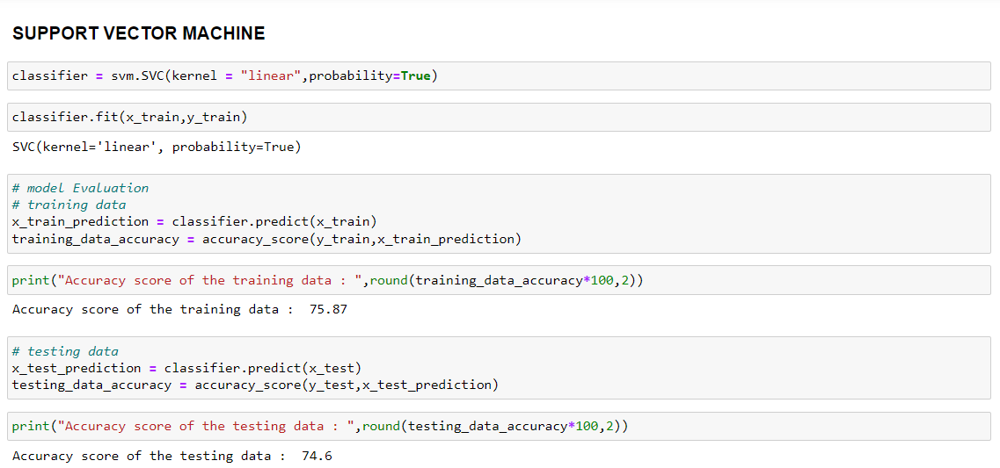 SUPPORT VECTOR MACHINE
classifier = svm.SVC(kernel = "linear",probability=True)
classifier.fit(x_train,y_train)
SVC(kernel='linear', probability=True)
# model Evaluation
# training data
x_train_prediction = classifier.predict(x_train)
training_data_accuracy = accuracy_score(y_train,x_train_prediction)
print("Accuracy score of the training data : ",round(training_data_accuracy*100,2))
Accuracy score of the training data :  75.87
# testing data
x_test_prediction = classifier.predict(x_test)
testing_data_accuracy = accuracy_score(y_test,x_test_prediction)
print("Accuracy score of the testing data : ",round(testing_data_accuracy*100,2))
Accuracy score of the testing data :  74.6